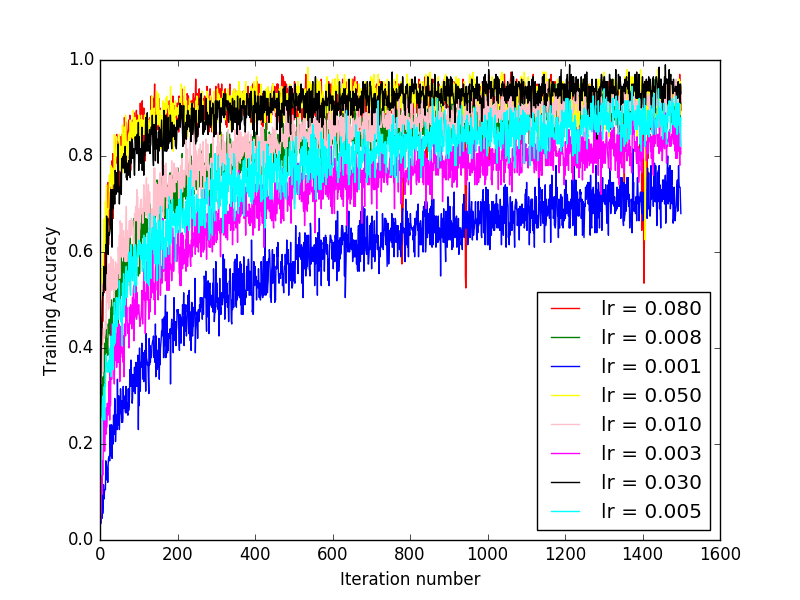 1.0
0.8
0.6
0.4
0.2
0.0
Training Accuracy
0 200 400 600 800 1000 1200 1400 1600
Iteration number
lr = 0.080
lr = 0.008
lr = 0.001
lr = 0.050
lr = 0.010
lr = 0.003
lr = 0.030
lr = 0.005